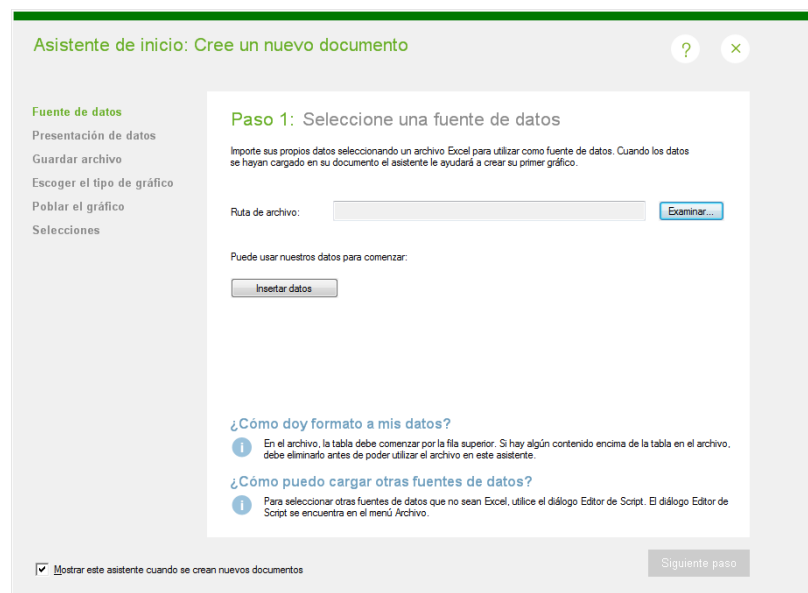 Asistente de inicio: Cree un nuevo documento
?
×
Fuente de datos
Presentación de datos
Guardar archivo
Escoger el tipo de gráfico
Poblar el gráfico
Selecciones
Paso 1: Seleccione una fuente de datos
Importe sus propios datos seleccionando un archivo Excel para utilizar como fuente de datos. Cuando los datos
se hayan cargado en su documento el asistente le ayudará a crear su primer gráfico.
Ruta de archivo:
Examinar...
Puede usar nuestros datos para comenzar:
Insertar datos
¿Cómo doy formato a mis datos?
En el archivo, la tabla debe comenzar por la fila superior. Si hay algún contenido encima de la tabla en el archivo,
debe eliminarlo antes de poder utilizar el archivo en este asistente.
¿Cómo puedo cargar otras fuentes de datos?
Para seleccionar otras fuentes de datos que no sean Excel, utilice el diálogo Editor de Script. El diálogo Editor de
Script se encuentra en el menú Archivo.
Mostrar este asistente cuando se crean nuevos documentos
Siguiente paso